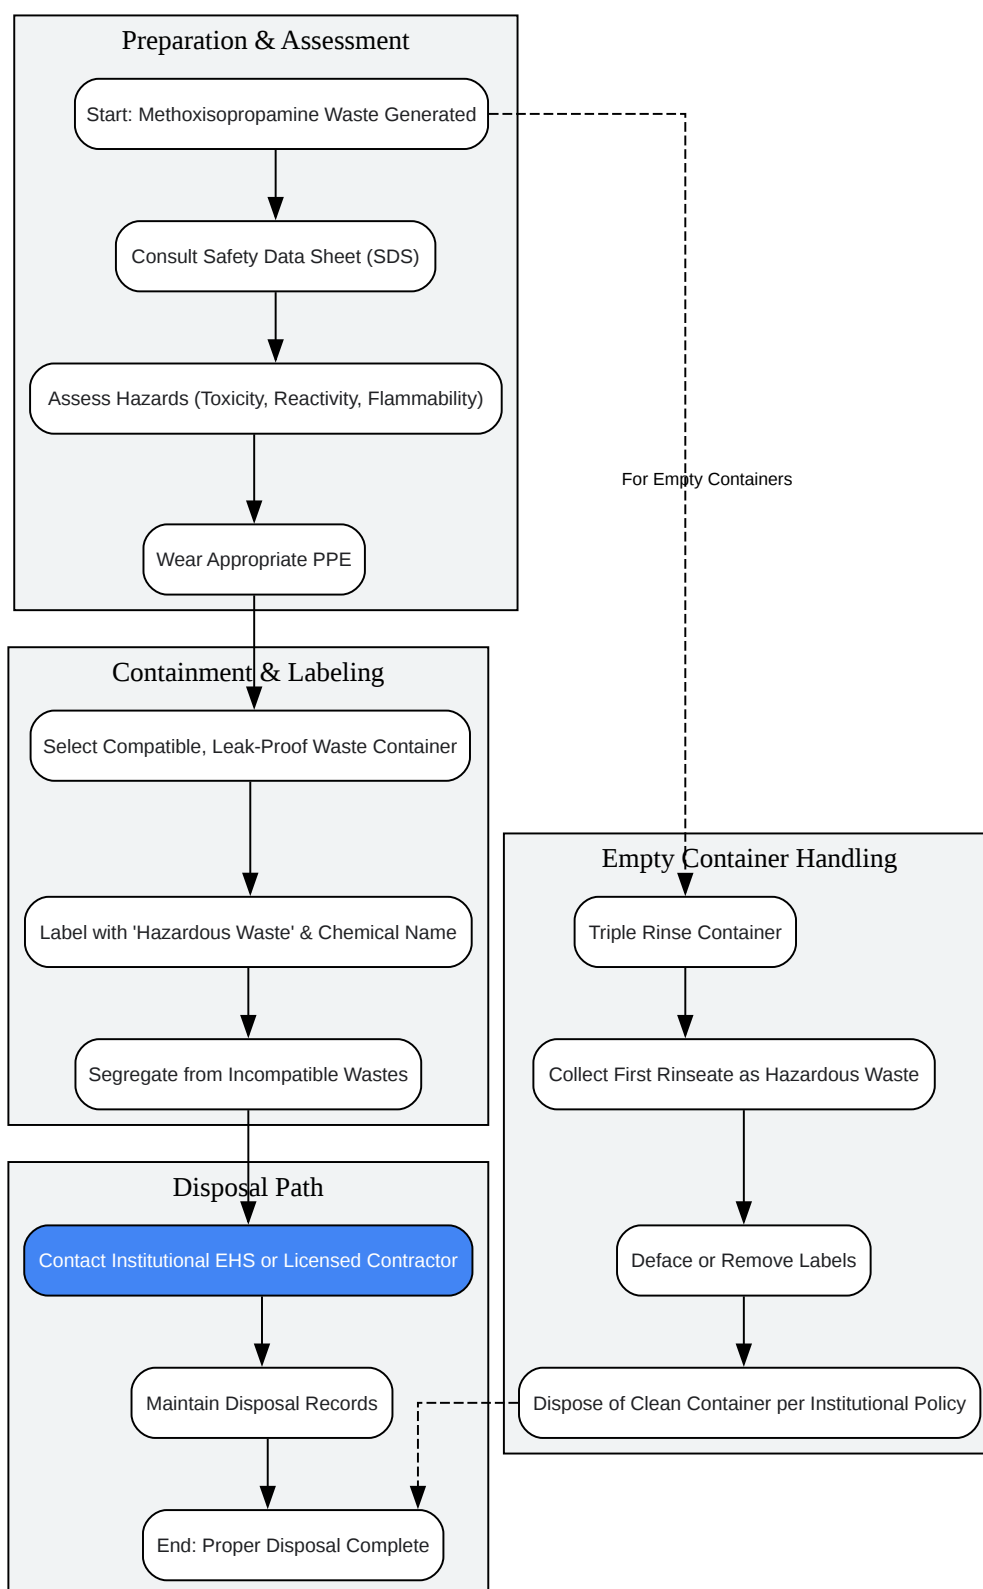 Preparation & Assessment
Start: Methoxisopropamine Waste Generated
Consult Safety Data Sheet (SDS)
Assess Hazards (Toxicity, Reactivity, Flammability)
For Empty Containers
Wear Appropriate PPE
Containment & Labeling
Select Compatible, Leak-Proof Waste Container
Label with 'Hazardous Waste' & Chemical Name
Segregate from Incompatible Wastes
Empty Container Handling
Triple Rinse Container
Collect First Rinseate as Hazardous Waste
Deface or Remove Labels
Dispose of Clean Container per Institutional Policy
Disposal Path
Contact Institutional EHS or Licensed Contractor
Maintain Disposal Records
End: Proper Disposal Complete